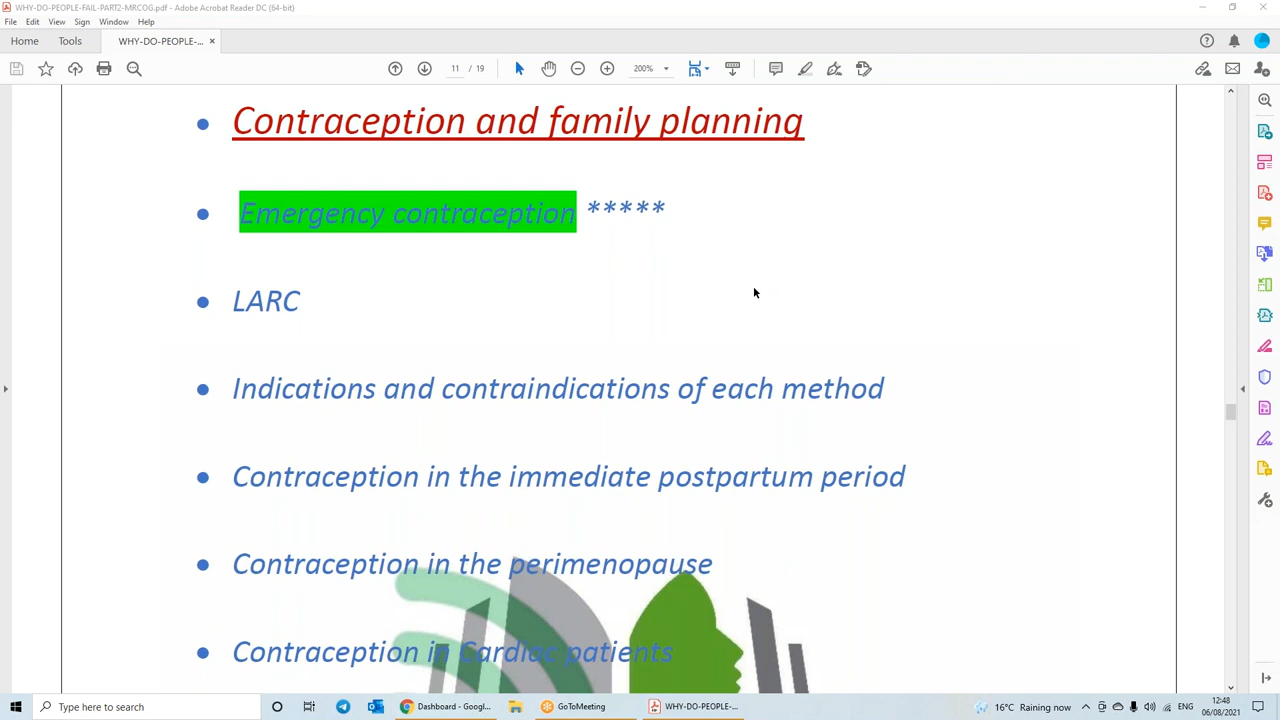 WHY-DO-PEOPLE-FAIL-PART2-MRCOG.pdf - Adobe Acrobat Reader DC (64-bit)
File Edit View Sign Window Help
Home Tools WHY-DO-PEOPLE-... ×
11 / 19 200%
• Contraception and family planning
• Emergency contraception *****
• LARC
• Indications and contraindications of each method
• Contraception in the immediate postpartum period
• Contraception in the perimenopause
• Contraception in Cardiac patients
Type here to search Dashboard - Googl... GoToMeeting WHY-DO-PEOPLE-... 16°C Raining now ENG 12:48
06/08/2021